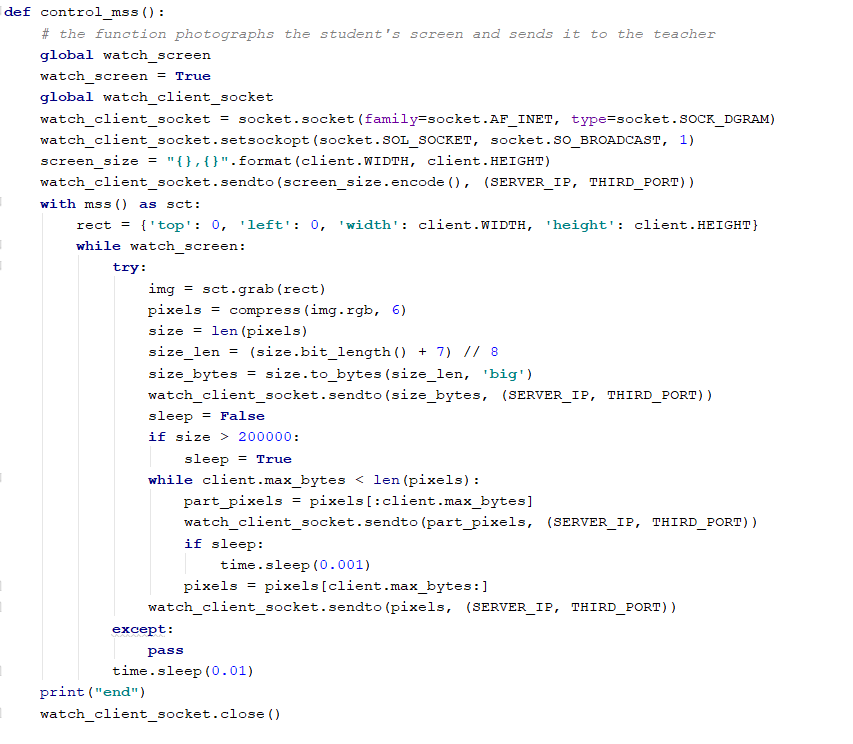 def control_mss():
    # the function photographs the student's screen and sends it to the teacher
    global watch_screen
    watch_screen = True
    global watch_client_socket
    watch_client_socket = socket.socket(family=socket.AF_INET, type=socket.SOCK_DGRAM)
    watch_client_socket.setsockopt(socket.SOL_SOCKET, socket.SO_BROADCAST, 1)
    screen_size = "{},{}".format(client.WIDTH, client.HEIGHT)
    watch_client_socket.sendto(screen_size.encode(), (SERVER_IP, THIRD_PORT))
    with mss() as sct:
        rect = {'top': 0, 'left': 0, 'width': client.WIDTH, 'height': client.HEIGHT}
        while watch_screen:
            try:
                img = sct.grab(rect)
                pixels = compress(img.rgb, 6)
                size = len(pixels)
                size_len = (size.bit_length() + 7) // 8
                size_bytes = size.to_bytes(size_len, 'big')
                watch_client_socket.sendto(size_bytes, (SERVER_IP, THIRD_PORT))
                sleep = False
                if size > 200000:
                    sleep = True
                while client.max_bytes < len(pixels):
                    part_pixels = pixels[:client.max_bytes]
                    watch_client_socket.sendto(part_pixels, (SERVER_IP, THIRD_PORT))
                    if sleep:
                        time.sleep(0.001)
                    pixels = pixels[client.max_bytes:]
                watch_client_socket.sendto(pixels, (SERVER_IP, THIRD_PORT))
            except:
                pass
            time.sleep(0.01)
    print("end")
    watch_client_socket.close()